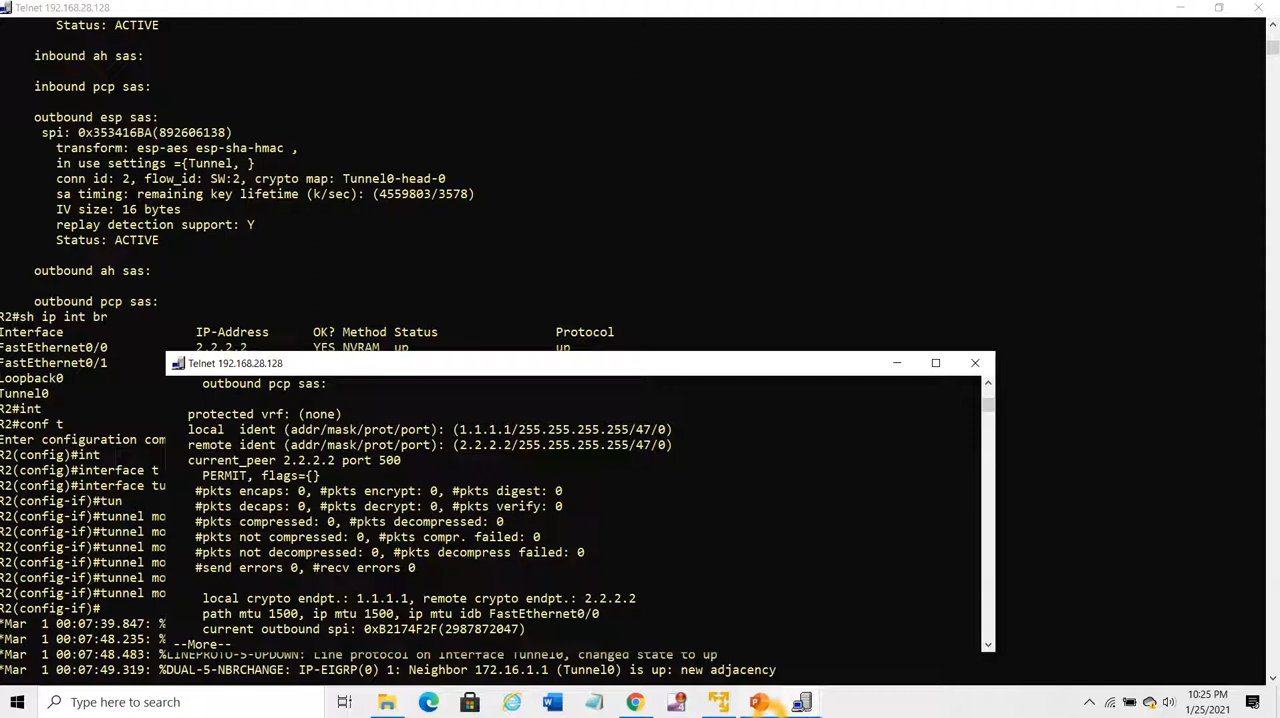 Telnet 192.168.28.128
Status: ACTIVE
inbound ah sas:
inbound pcp sas:
outbound esp sas:
spi: 0x353416BA(892606138)
transform: esp-aes esp-sha-hmac ,
in use settings ={Tunnel, }
conn id: 2, flow_id: SW:2, crypto map: Tunnel0-head-0
sa timing: remaining key lifetime (k/sec): (4559803/3578)
IV size: 16 bytes
replay detection support: Y
Status: ACTIVE
outbound ah sas:
outbound pcp sas:
R2#sh ip int br
Interface IP-Address OK? Method Status Protocol
FastEthernet0/0 2.2.2.2 YES NVRAM up up
FastEthernet0/1
Loopback0
Tunnel0
R2#int
R2#conf t
Enter configuration com
R2(config)#int
R2(config)#interface t
R2(config)#interface tu
R2(config-if)#tun
R2(config-if)#tunnel mo
R2(config-if)#tunnel mo
R2(config-if)#tunnel mo
R2(config-if)#tunnel mo
R2(config-if)#tunnel mo
R2(config-if)#tunnel mo
R2(config-if)#
*Mar 1 00:07:39.847: %
*Mar 1 00:07:48.235: %
*Mar 1 00:07:48.483: %LINEPROTO-5-UPDOWN: Line protocol on Interface Tunnel0, changed state to up
*Mar 1 00:07:49.319: %DUAL-5-NBRCHANGE: IP-EIGRP(0) 1: Neighbor 172.16.1.1 (Tunnel0) is up: new adjacency
Telnet 192.168.28.128
outbound pcp sas:
protected vrf: (none)
local ident (addr/mask/prot/port): (1.1.1.1/255.255.255.255/47/0)
remote ident (addr/mask/prot/port): (2.2.2.2/255.255.255.255/47/0)
current_peer 2.2.2.2 port 500
PERMIT, flags={}
#pkts encaps: 0, #pkts encrypt: 0, #pkts digest: 0
#pkts decaps: 0, #pkts decrypt: 0, #pkts verify: 0
#pkts compressed: 0, #pkts decompressed: 0
#pkts not compressed: 0, #pkts compr. failed: 0
#pkts not decompressed: 0, #pkts decompress failed: 0
#send errors 0, #recv errors 0
local crypto endpt.: 1.1.1.1, remote crypto endpt.: 2.2.2.2
path mtu 1500, ip mtu 1500, ip mtu idb FastEthernet0/0
current outbound spi: 0xB2174F2F(2987872047)
--More--
Type here to search
10:25 PM
1/25/2021